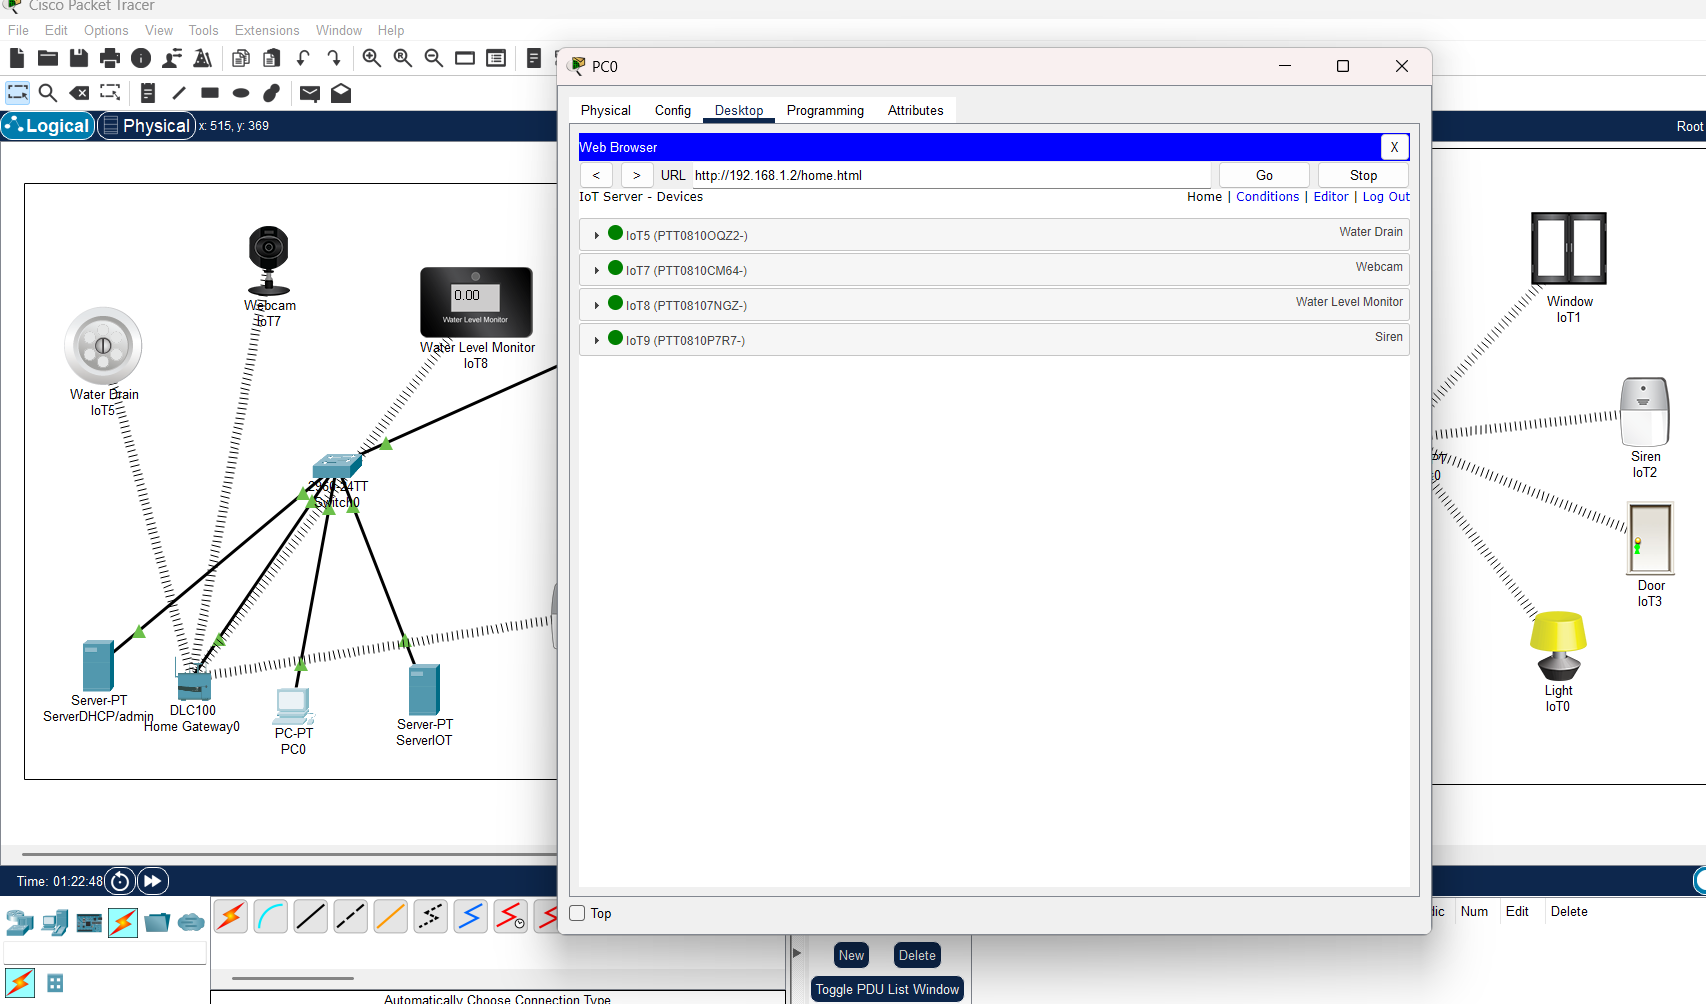 Cisco Packet Tracer
File Edit Options View Tools Extensions Window Help
Logical Physical x: 515, y: 369
Root
Webcam
IoT7
0.00
Water Level Monitor
Water Level Monitor
IoT8
Water Drain
IoT5
2960-24TT
Switch0
Server-PT
ServerDHCP/admin
DLC100
Home Gateway0
PC-PT
PC0
Server-PT
ServerIOT
PC0
Physical Config Desktop Programming Attributes
Web Browser X
< > URL http://192.168.1.2/home.html Go Stop
IoT Server - Devices Home | Conditions | Editor | Log Out
IoT5 (PTT0810OQZ2-) Water Drain
IoT7 (PTT0810CM64-) Webcam
IoT8 (PTT08107NGZ-) Water Level Monitor
IoT9 (PTT0810P7R7-) Siren
Top
Window
IoT1
Siren
IoT2
Door
IoT3
Light
IoT0
Time: 01:22:48
Num Edit Delete
New Delete
Toggle PDU List Window
Automatically Choose Connection Type